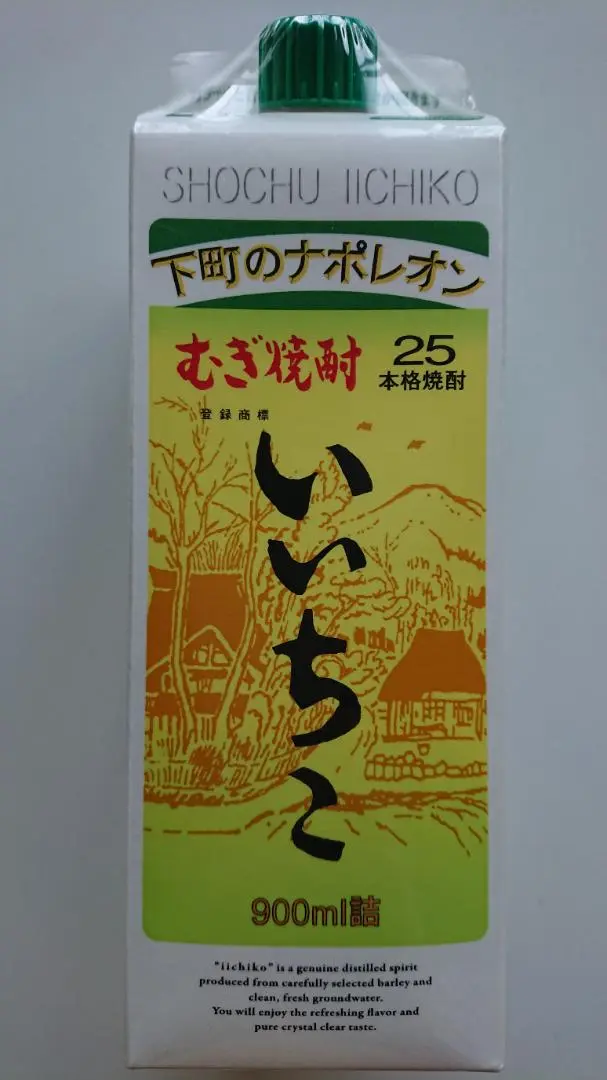 SHOCHU IICHIKO
下町のナポレオン
むぎ焼酎
25
本格焼酎
登録商標
いいちこ
900ml詰
"iichiko" is a genuine distilled spirit
produced from carefully selected barley and
clean, fresh groundwater.
You will enjoy the refreshing flavor and
pure crystal clear taste.